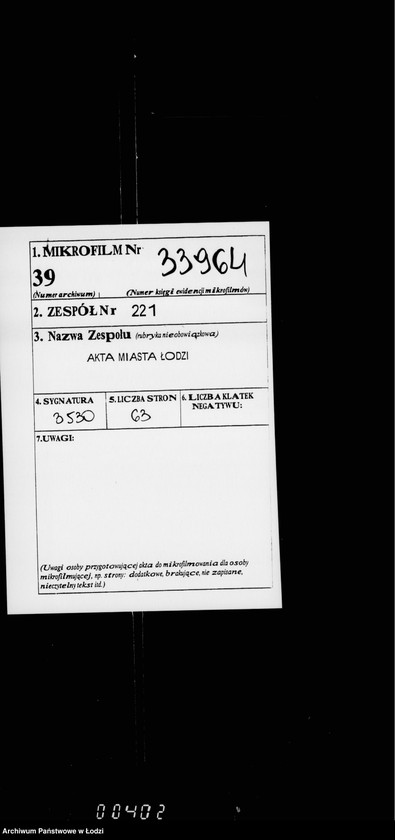 1. MIKROFILM Nr 33964
39
(Numer archiwum) (Numer księgi ewidencji mikrofilmów)
2. ZESPÓŁ Nr 221
3. Nazwa Zespołu (rubryka nieobowiązkowa)
AKTA MIASTA ŁODZI
4. SYGNATURA 5. LICZBA STRON 6. LICZBA KLATEK
NEGATYWU:
3530 63
7. UWAGI:
(Uwagi osoby przygotowującej akta do mikrofilmowania dla osoby
mikrofilmującej, np. strony: dodatkowe, brakujące, nie zapisane,
nieczytelny tekst itd.)
00402
Archiwum Państwowe w Łodzi